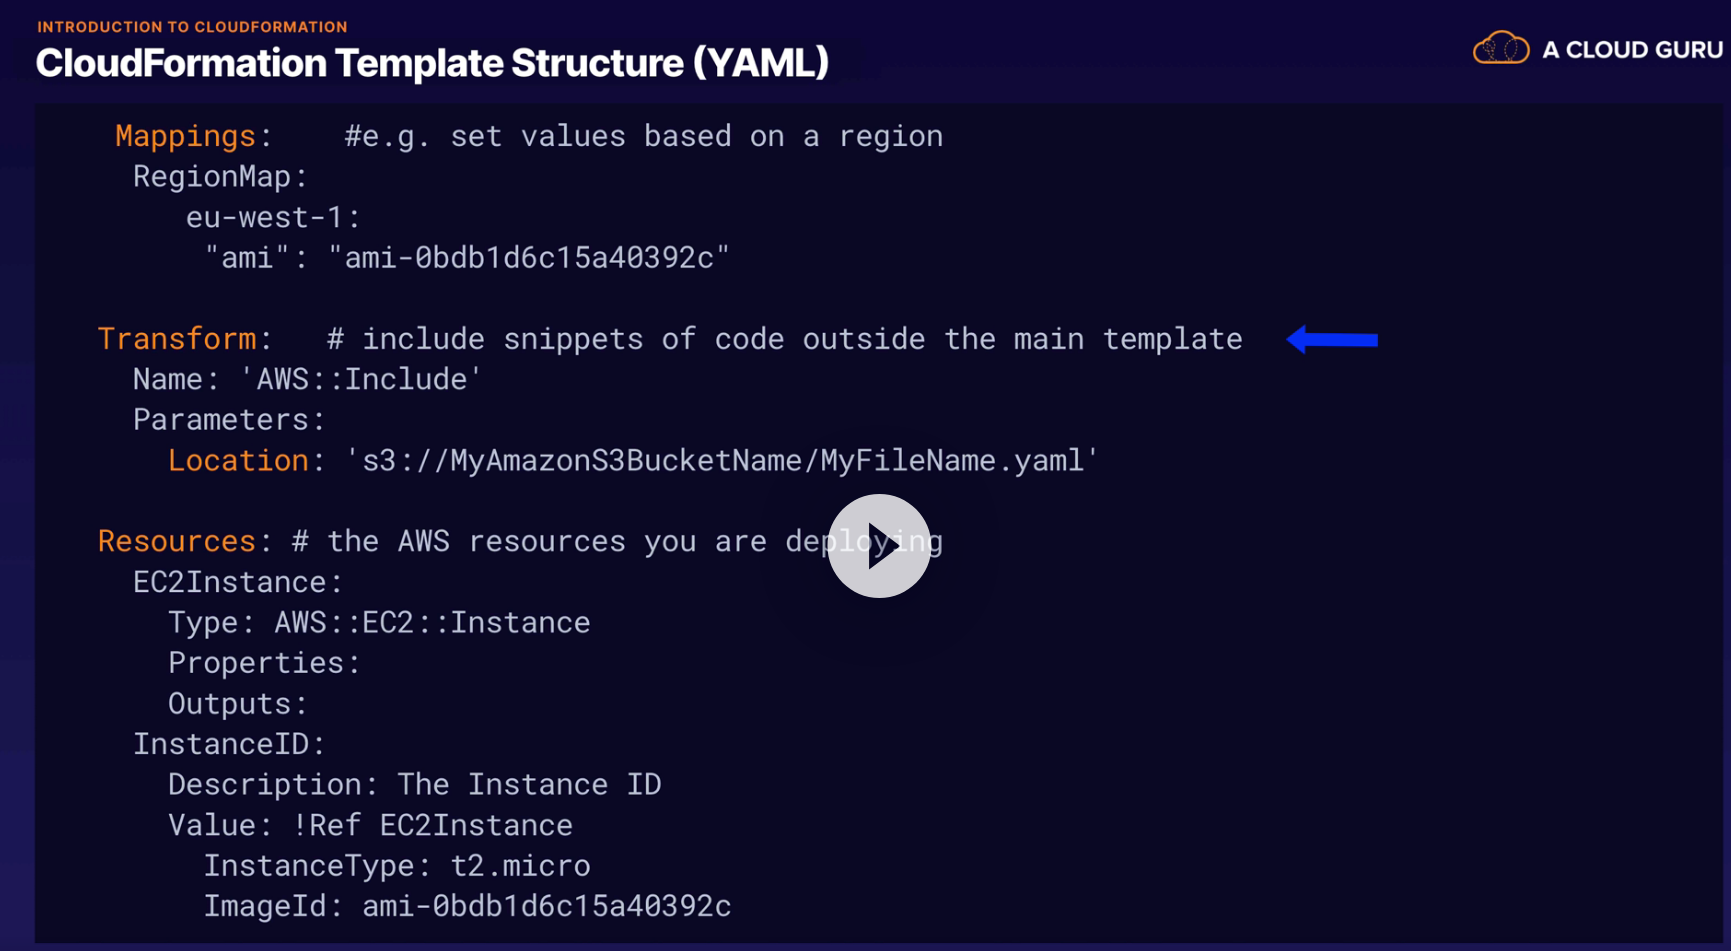 INTRODUCTION TO CLOUDFORMATION
CloudFormation Template Structure (YAML)
A CLOUD GURU
Mappings:    #e.g. set values based on a region
RegionMap:
eu-west-1:
"ami": "ami-0bdb1d6c15a40392c"
Transform:   # include snippets of code outside the main template
Name: 'AWS::Include'
Parameters:
Location: 's3://MyAmazonS3BucketName/MyFileName.yaml'
Resources: # the AWS resources you are deploying
EC2Instance:
Type: AWS::EC2::Instance
Properties:
Outputs:
InstanceID:
Description: The Instance ID
Value: !Ref EC2Instance
InstanceType: t2.micro
ImageId: ami-0bdb1d6c15a40392c